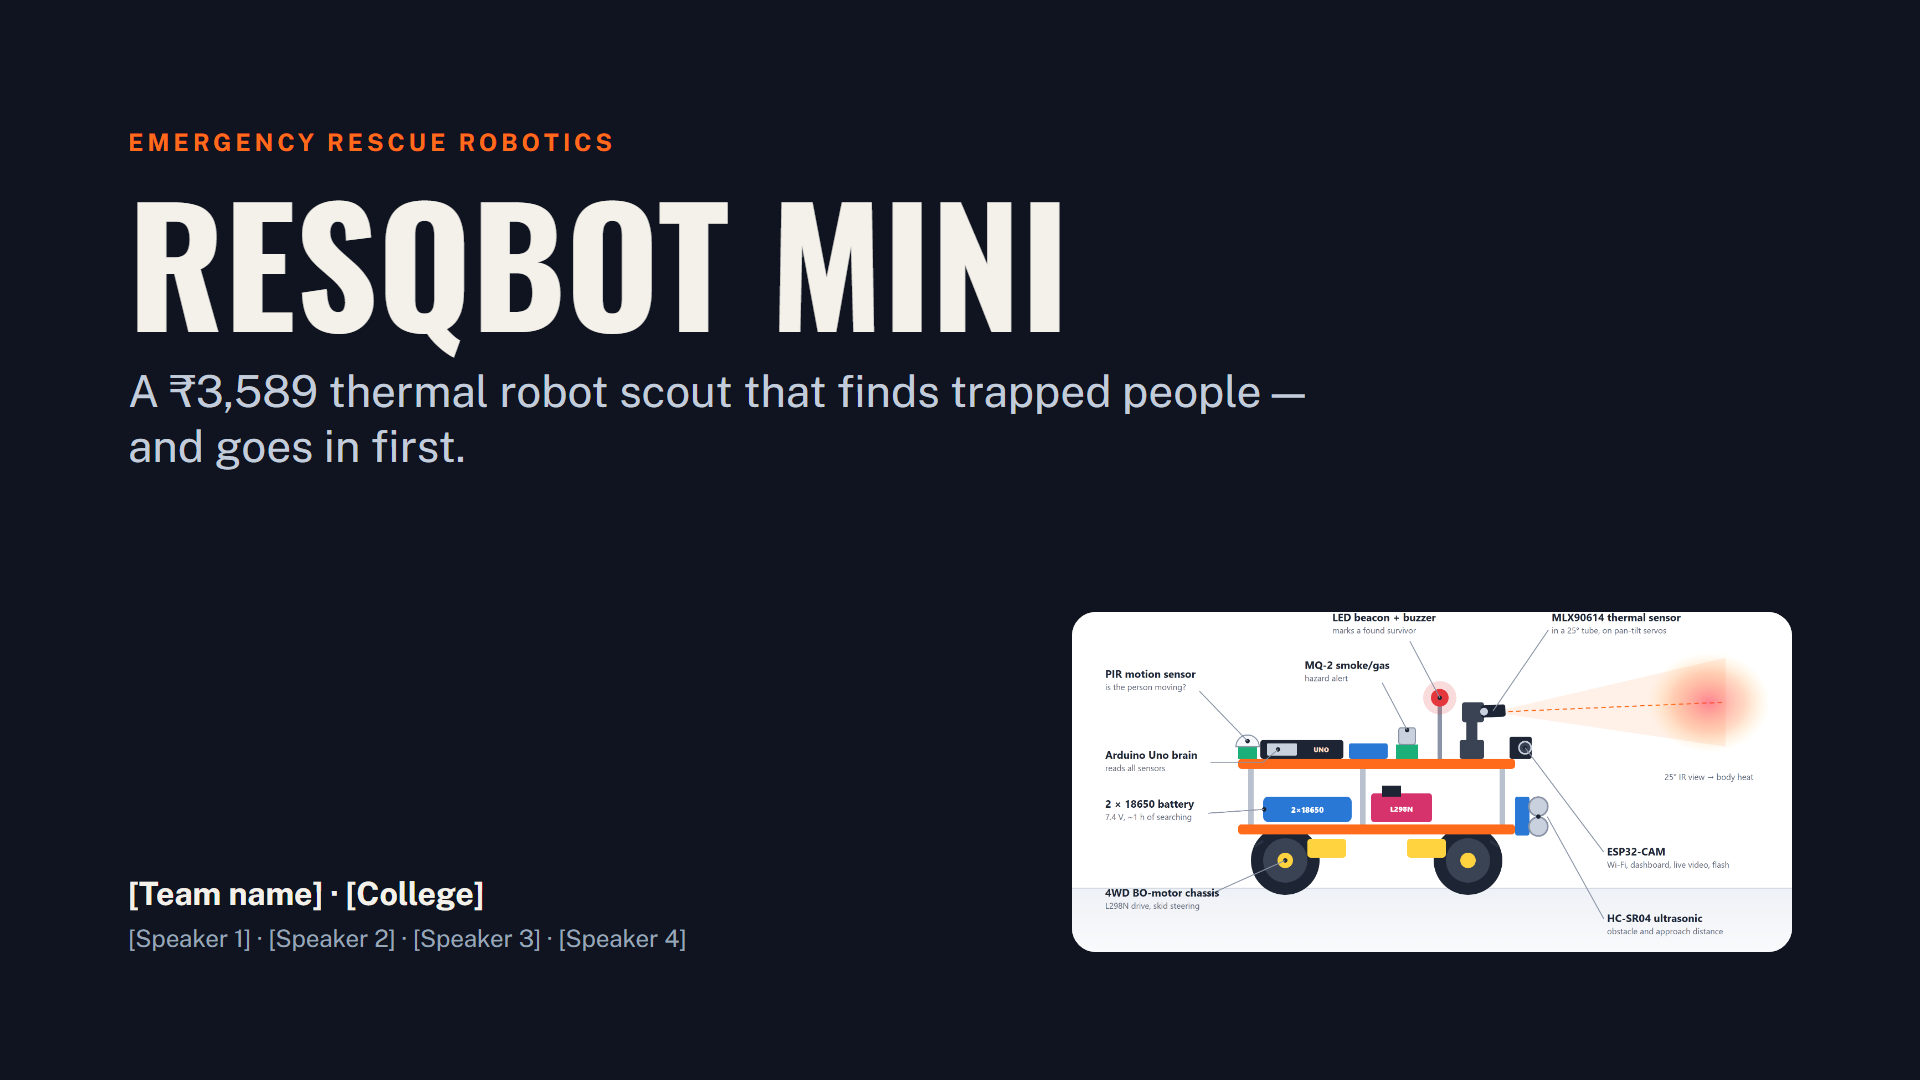 EMERGENCY RESCUE ROBOTICS
RESQBOT MINI
A ₹3,589 thermal robot scout that finds trapped people —
and goes in first.
[Team name] · [College]
[Speaker 1] · [Speaker 2] · [Speaker 3] · [Speaker 4]
LED beacon + buzzer
marks a found survivor
MLX90614 thermal sensor
in a 25° tube, on pan-tilt servos
MQ-2 smoke/gas
hazard alert
PIR motion sensor
is the person moving?
Arduino Uno brain
reads all sensors
UNO
25° IR view → body heat
2 × 18650 battery
7.4 V, ~1 h of searching
2×18650
L298N
ESP32-CAM
Wi-Fi, dashboard, live video, flash
4WD BO-motor chassis
L298N drive, skid steering
HC-SR04 ultrasonic
obstacle and approach distance